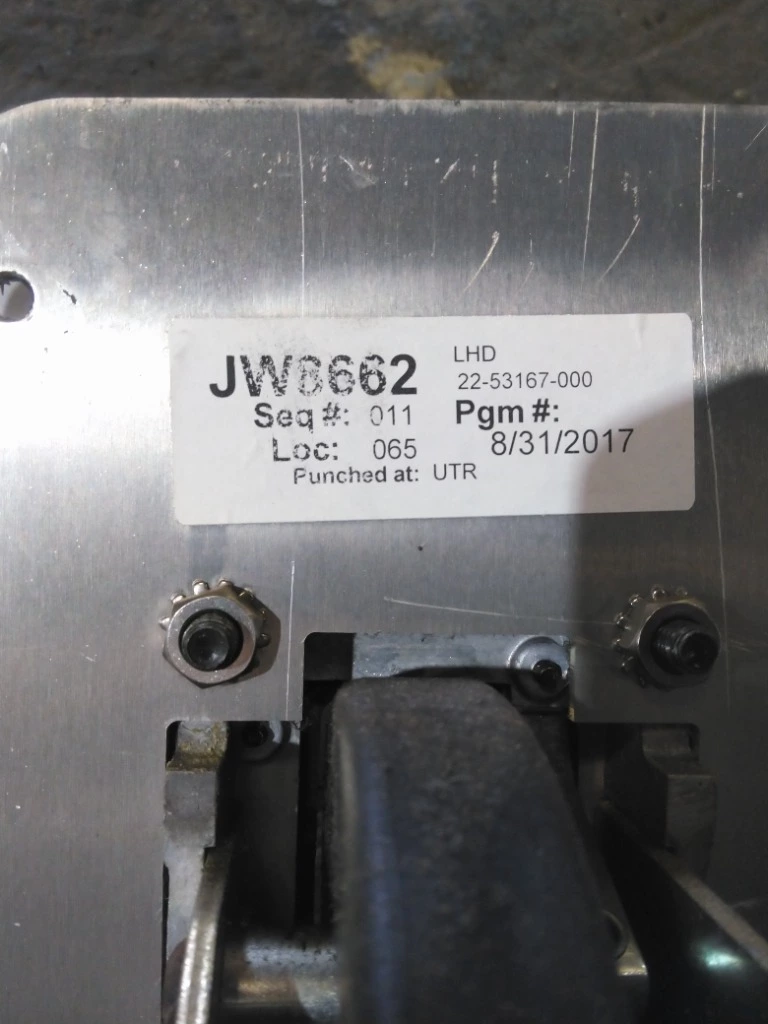 JW8662
LHD
22-53167-000
Seq #: 011
Pgm #:
Loc: 065
8/31/2017
Punched at: UTR